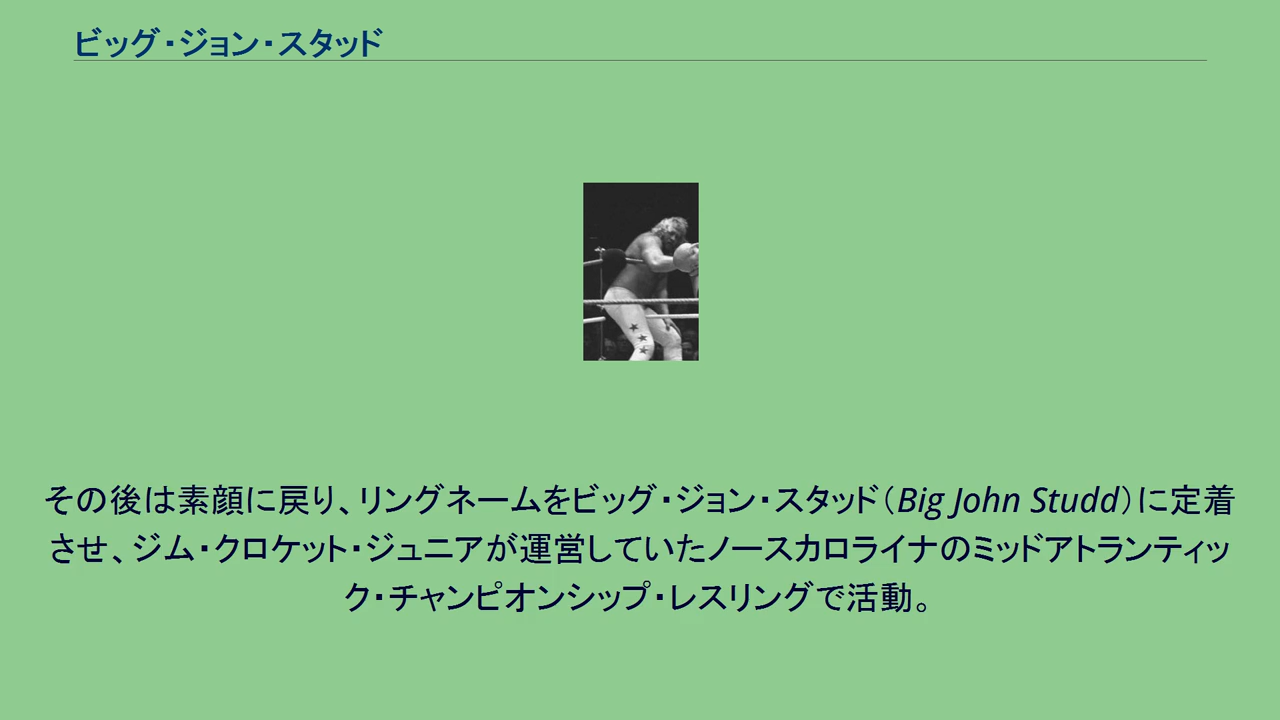 ビッグ・ジョン・スタッド
その後は素顔に戻り、リングネームをビッグ・ジョン・スタッド（Big John Studd）に定着
させ、ジム・クロケット・ジュニアが運営していたノースカロライナのミッドアトランティッ
ク・チャンピオンシップ・レスリングで活動。